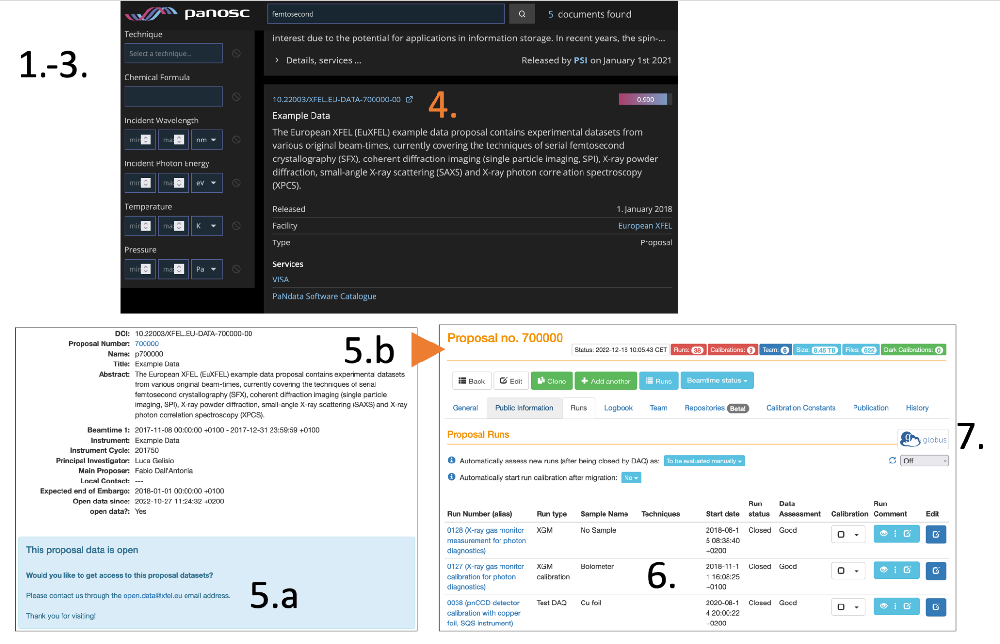 panosc
femtosecond
5 documents found
1.-3.
Technique
Select a technique...
Chemical Formula
Incident Wavelength
nm
Incident Photon Energy
eV
Temperature
K
Pressure
Pa
interest due to the potential for applications in information storage. In recent years, the spin-...
Details, services ...
Released by PSI on January 1st 2021
10.22003/XFEL.EU-DATA-700000-00
4.
0.900
Example Data
The European XFEL (EuXFEL) example data proposal contains experimental datasets from
various original beam-times, currently covering the techniques of serial femtosecond
crystallography (SFX), coherent diffraction imaging (single particle imaging, SPI), X-ray powder
diffraction, small-angle X-ray scattering (SAXS) and X-ray photon correlation spectroscopy
(XPCS).
Released 1. January 2018
Facility European XFEL
Type Proposal
Services
VISA
PaNdata Software Catalogue
DOI: 10.22003/XFEL.EU-DATA-700000-00
Proposal Number: 700000
Name: p700000
Title: Example Data
Abstract: The European XFEL (EuXFEL) example data proposal contains experimental datasets
from various original beam-times, currently covering the techniques of serial
femtosecond crystallography (SFX), coherent diffraction imaging (single particle
imaging, SPI), X-ray powder diffraction, small-angle X-ray scattering (SAXS) and X-ray
photon correlation spectroscopy (XPCS).
Beamtime 1: 2017-11-08 00:00:00 +0100 - 2017-12-31 23:59:59 +0100
Instrument: Example Data
Instrument Cycle: 201750
Principal Investigator: Luca Gelisio
Main Proposer: Fabio Dall'Antonia
Local Contact: ---
Expected end of Embargo: 2018-01-01 00:00:00 +0100
Open data since: 2022-10-27 11:24:32 +0200
open data?: Yes
5.b
This proposal data is open
Would you like to get access to this proposal datasets?
Please contact us through the open.data@xfel.eu email address.
Thank you for visiting!
5.a
Proposal no. 700000
Status: 2022-12-16 10:05:43 CET Runs: 38 Calibrations: 9 Team: 6 Size: 8.45 TB Files: 622 Dark Calibrations: 0
Back Edit Clone Add another Runs Beamtime status
General Public Information Runs Logbook Team Repositories Beta! Calibration Constants Publication History
Proposal Runs
globus
7.
Automatically assess new runs (after being closed by DAQ) as: To be evaluated manually
Off
Automatically start run calibration after migration: No
Run Number (alias) Run type Sample Name Techniques Start date Run status Data Assessment Calibration Run Comment Edit
0128 (X-ray gas monitor XGM No Sample 2018-06-1 Closed Good
measurement for photon 5 08:38:40
diagnostics) +0200
0127 (X-ray gas monitor XGM Bolometer 2018-11-1 Closed Good
calibration for photon calibration 1 16:08:25
diagnostics) +0100
6.
0038 (pnCCD detector Test DAQ Cu foil 2020-08-1 Closed Good
calibration with copper 4 20:00:22
foil, SQS instrument) +0200